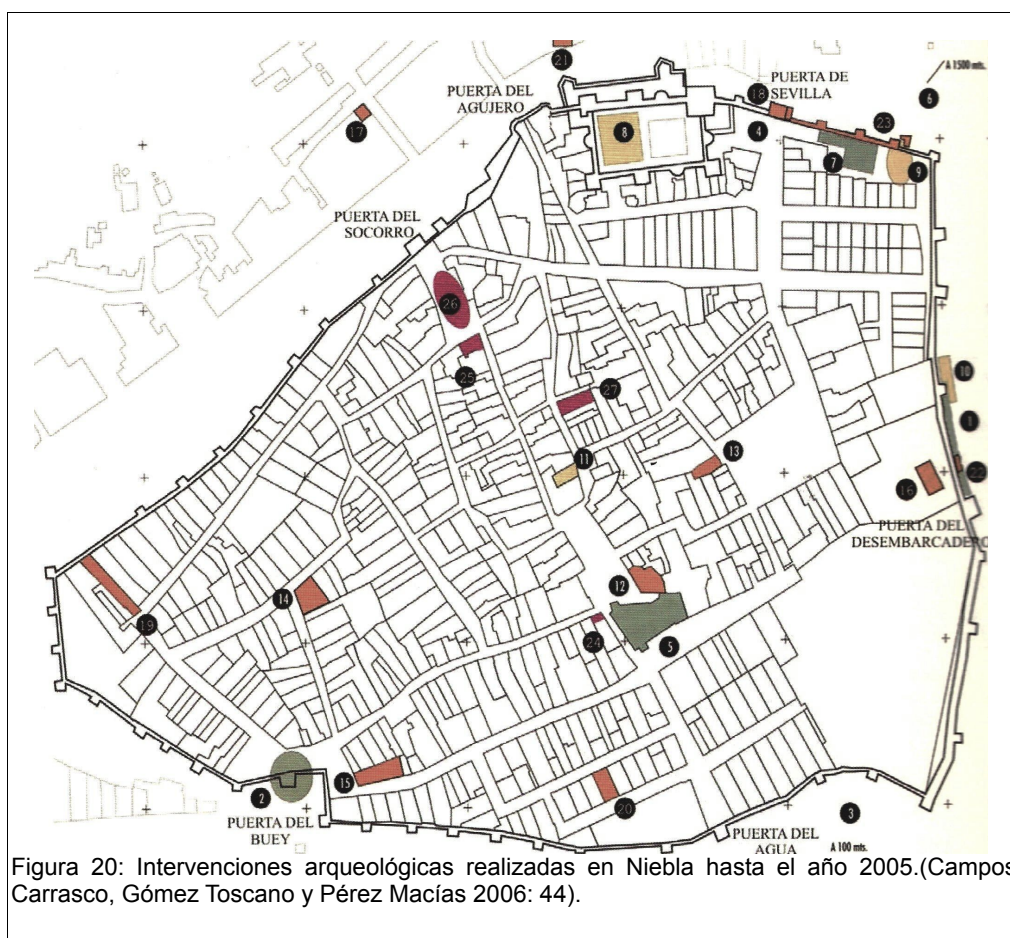 21
A 1500 mts.
PUERTA DE
SEVILLA
PUERTA DEL
AGUJERO
18
6
17
8
4
23
7
9
PUERTA DEL
SOCORRO
26
25
10
27
1
11
13
22
16
PUERTA DEL
DESEMBARCADERO
12
14
19
24
5
15
2
20
3
PUERTA DEL
BUEY
PUERTA DEL
AGUA
A 100 mts.
Figura 20: Intervenciones arqueológicas realizadas en Niebla hasta el año 2005.(Campos
Carrasco, Gómez Toscano y Pérez Macías 2006: 44).